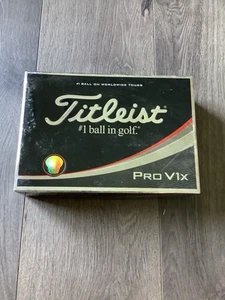 #1 BALL ON WORLDWIDE TOURS
Titleist
#1 ball in golf.
PRO V1x